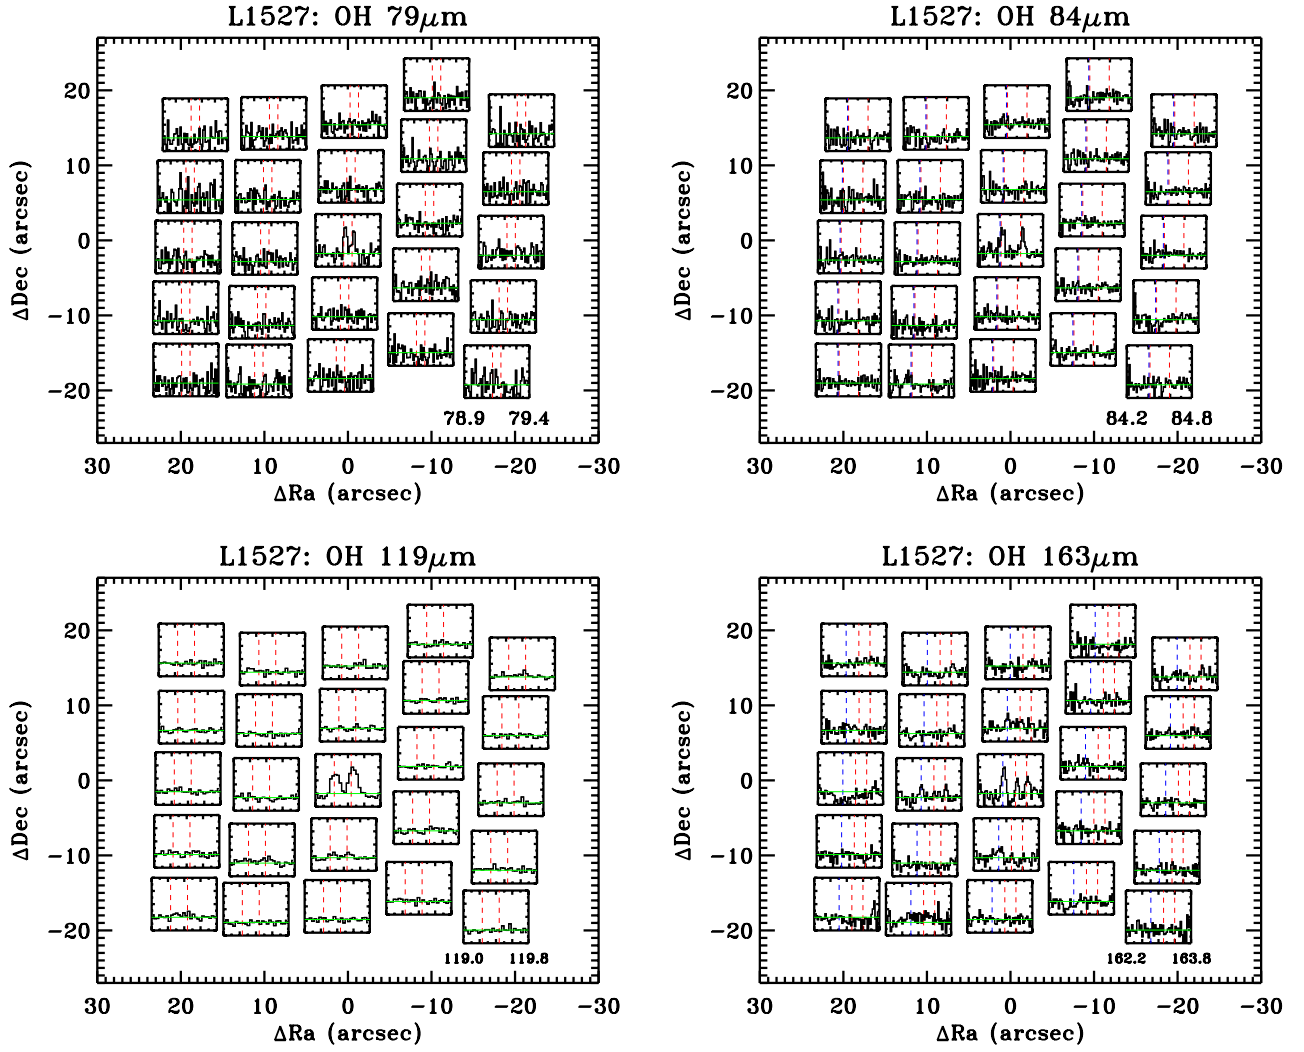 L1527: OH 79μm
L1527: OH 84μm
20
10
0
−10
−20
ΔDec (arcsec)
78.9 79.4
30 20 10 0 −10 −20 −30
ΔRa (arcsec)
20
10
0
−10
−20
ΔDec (arcsec)
84.2 84.8
30 20 10 0 −10 −20 −30
ΔRa (arcsec)
L1527: OH 119μm
L1527: OH 163μm
20
10
0
−10
−20
ΔDec (arcsec)
119.0 119.8
30 20 10 0 −10 −20 −30
ΔRa (arcsec)
20
10
0
−10
−20
ΔDec (arcsec)
162.2 163.8
30 20 10 0 −10 −20 −30
ΔRa (arcsec)